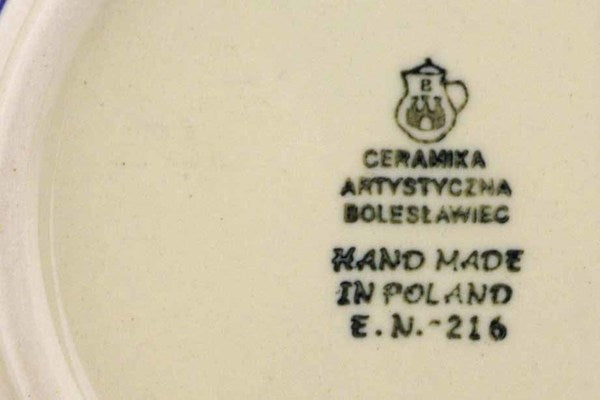 B
CERAMIKA
ARTYSTYCZNA
BOLESŁAWIEC
HAND MADE
IN POLAND
E.N.-216